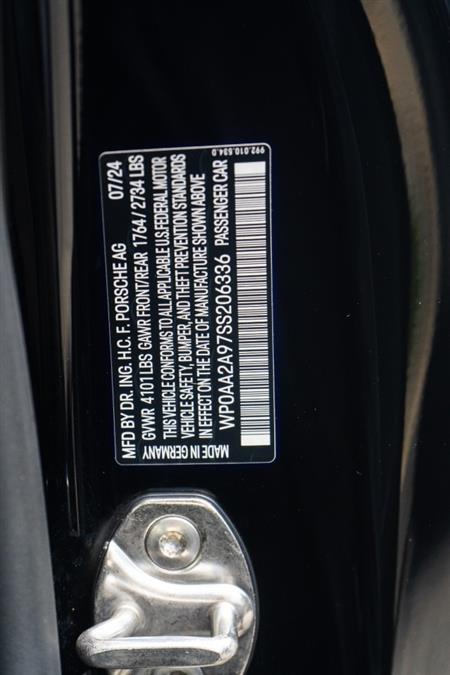 MFD BY DR. ING. H.C. F. PORSCHE AG 07/24
GVWR 4101 LBS GAWR FRONT/REAR 1764/2734 LBS
THIS VEHICLE CONFORMS TO ALL APPLICABLE U.S. FEDERAL MOTOR
VEHICLE SAFETY, BUMPER, AND THEFT PREVENTION STANDARDS
IN EFFECT ON THE DATE OF MANUFACTURE SHOWN ABOVE
WP0AA2A97SS206336 PASSENGER CAR
MADE IN GERMANY
992.010.534.D